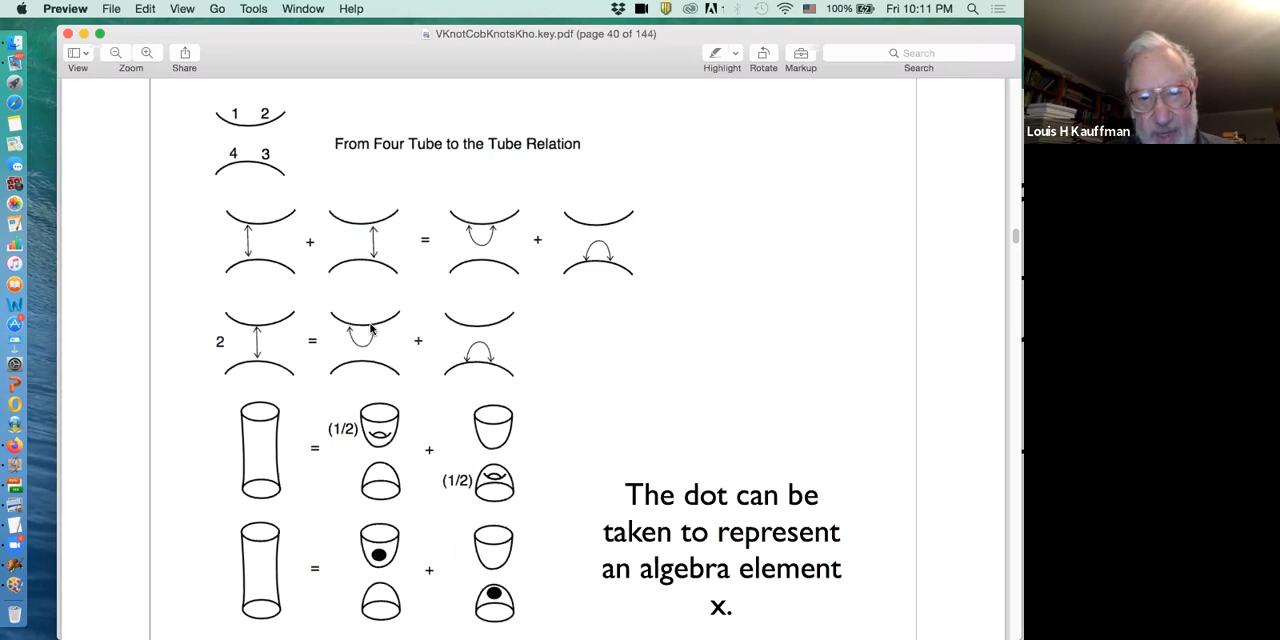 Preview File Edit View Go Tools Window Help 100% Fri 10:11 PM
VKnotCobKnotsKho.key.pdf (page 40 of 144)
View Zoom Share Highlight Rotate Markup Search
Search
Louis H Kauffman
1 2
4 3
From Four Tube to the Tube Relation
+ = +
2 = +
= (1/2) + (1/2)
= +
The dot can be
taken to represent
an algebra element
x.